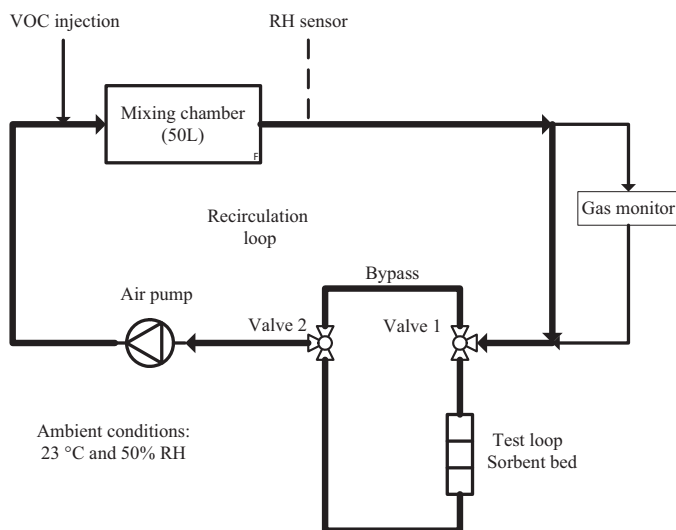 VOC injection
RH sensor
Mixing chamber
(50L)
F
Gas monitor
Recirculation
loop
Bypass
Air pump
Valve 2
Valve 1
Ambient conditions:
23 °C and 50% RH
Test loop
Sorbent bed